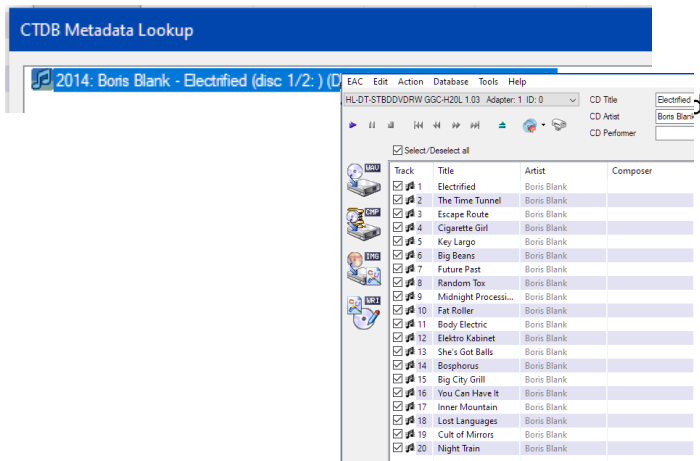 CTDB Metadata Lookup
2014: Boris Blank - Electrified (disc 1/2: ) (D
EAC Edit Action Database Tools Help
HL-DT-STBDDVDRW GGC-H20L 1.03 Adapter: 1 ID: 0
CD Title Electrified
CD Artist Boris Blank
CD Performer
Select/Deselect all
Track Title Artist Composer
1 Electrified Boris Blank
2 The Time Tunnel Boris Blank
3 Escape Route Boris Blank
4 Cigarette Girl Boris Blank
5 Key Largo Boris Blank
6 Big Beans Boris Blank
7 Future Past Boris Blank
8 Random Tox Boris Blank
9 Midnight Processi... Boris Blank
10 Fat Roller Boris Blank
11 Body Electric Boris Blank
12 Elektro Kabinet Boris Blank
13 She's Got Balls Boris Blank
14 Bosphorus Boris Blank
15 Big City Grill Boris Blank
16 You Can Have It Boris Blank
17 Inner Mountain Boris Blank
18 Lost Languages Boris Blank
19 Cult of Mirrors Boris Blank
20 Night Train Boris Blank
WAV
CMP
IMG
WRI